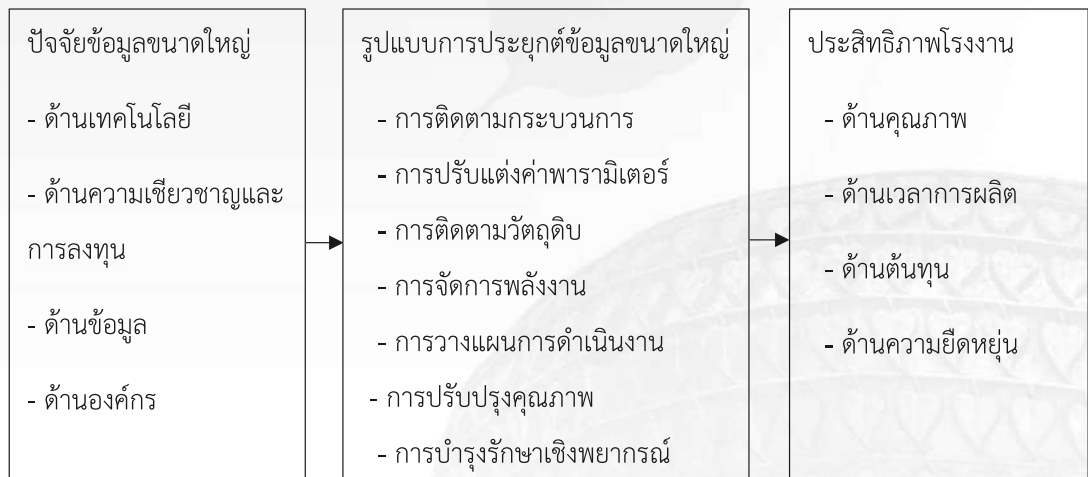 ปัจจัยข้อมูลขนาดใหญ่
- ด้านเทคโนโลยี
- ด้านความเชียวชาญและ
การลงทุน
- ด้านข้อมูล
- ด้านองค์กร
รูปแบบการประยุกต์ข้อมูลขนาดใหญ่
- การติดตามกระบวนการ
- การปรับแต่งค่าพารามิเตอร์
- การติดตามวัตถุดิบ
- การจัดการพลังงาน
- การวางแผนการดำเนินงาน
- การปรับปรุงคุณภาพ
- การบำรุงรักษาเชิงพยากรณ์
ประสิทธิภาพโรงงาน
- ด้านคุณภาพ
- ด้านเวลาการผลิต
- ด้านต้นทุน
- ด้านความยืดหยุ่น